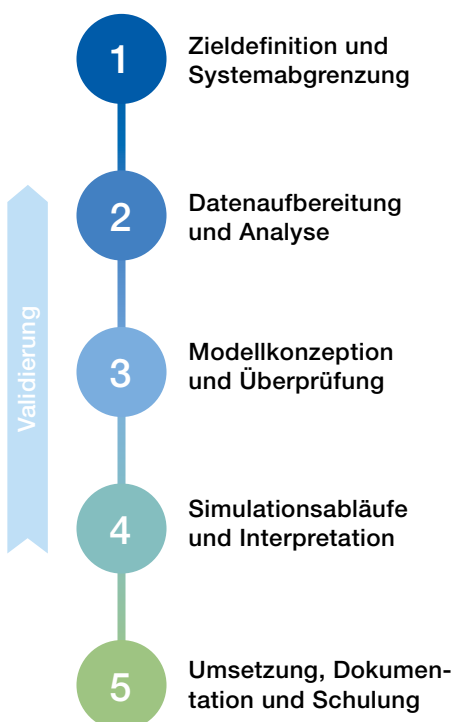 1
Zieldefinition und
Systemabgrenzung
2
Datenaufbereitung
und Analyse
Validierung
3
Modellkonzeption
und Überprüfung
4
Simulationsabläufe
und Interpretation
5
Umsetzung, Dokumen-
tation und Schulung